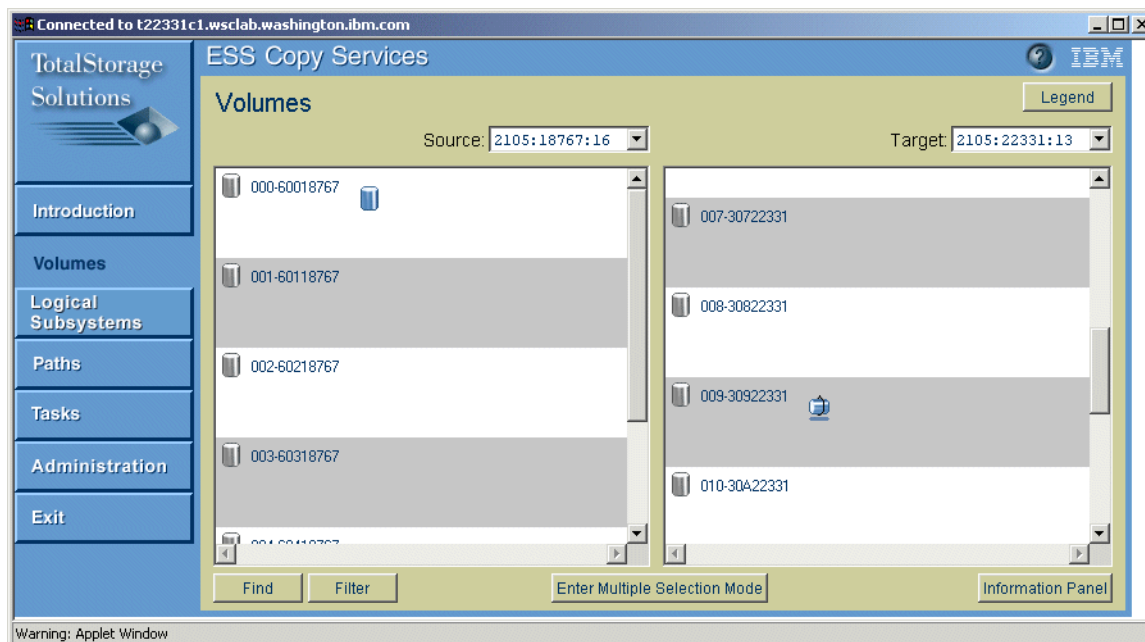 Connected to t22331c1.wsclab.washington.ibm.com
TotalStorage
Solutions
ESS Copy Services
IBM
Volumes
Legend
Source: 2105:18767:16
Target: 2105:22331:13
Introduction
Volumes
Logical
Subsystems
Paths
Tasks
Administration
Exit
000-60018767
001-60118767
002-60218767
003-60318767
004-60418767
007-30722331
008-30822331
009-30922331
010-30A22331
Find
Filter
Enter Multiple Selection Mode
Information Panel
Warning: Applet Window